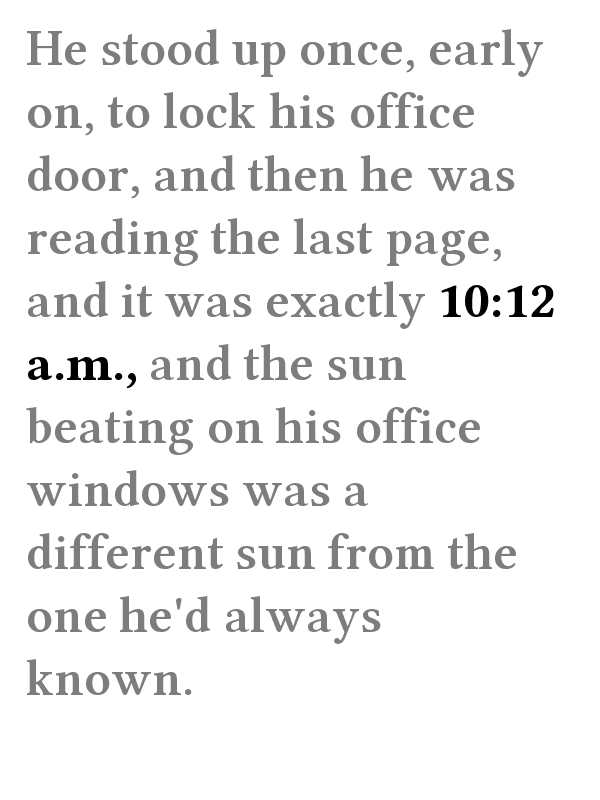 He stood up once, early
on, to lock his office
door, and then he was
reading the last page,
and it was exactly 10:12
a.m., and the sun
beating on his office
windows was a
different sun from the
one he'd always
known.